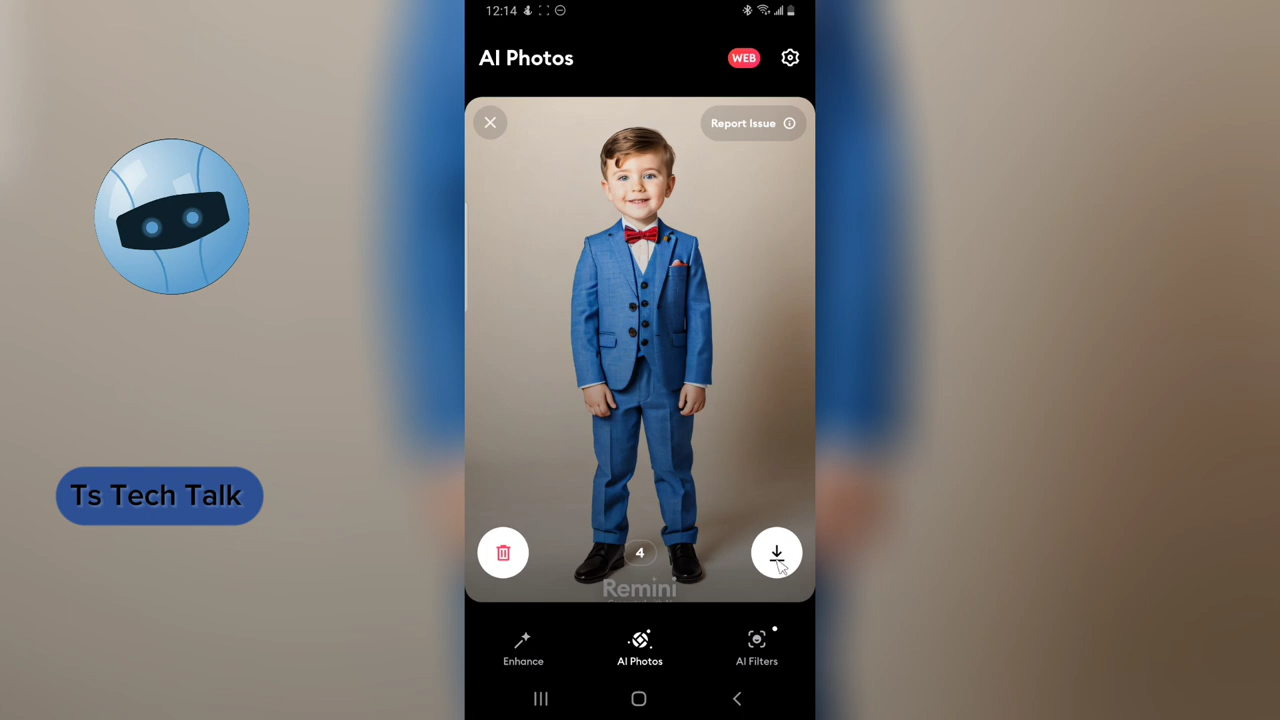 12:14
AI Photos
WEB
Report Issue
Ts Tech Talk
4
Remini
Enhance
AI Photos
AI Filters